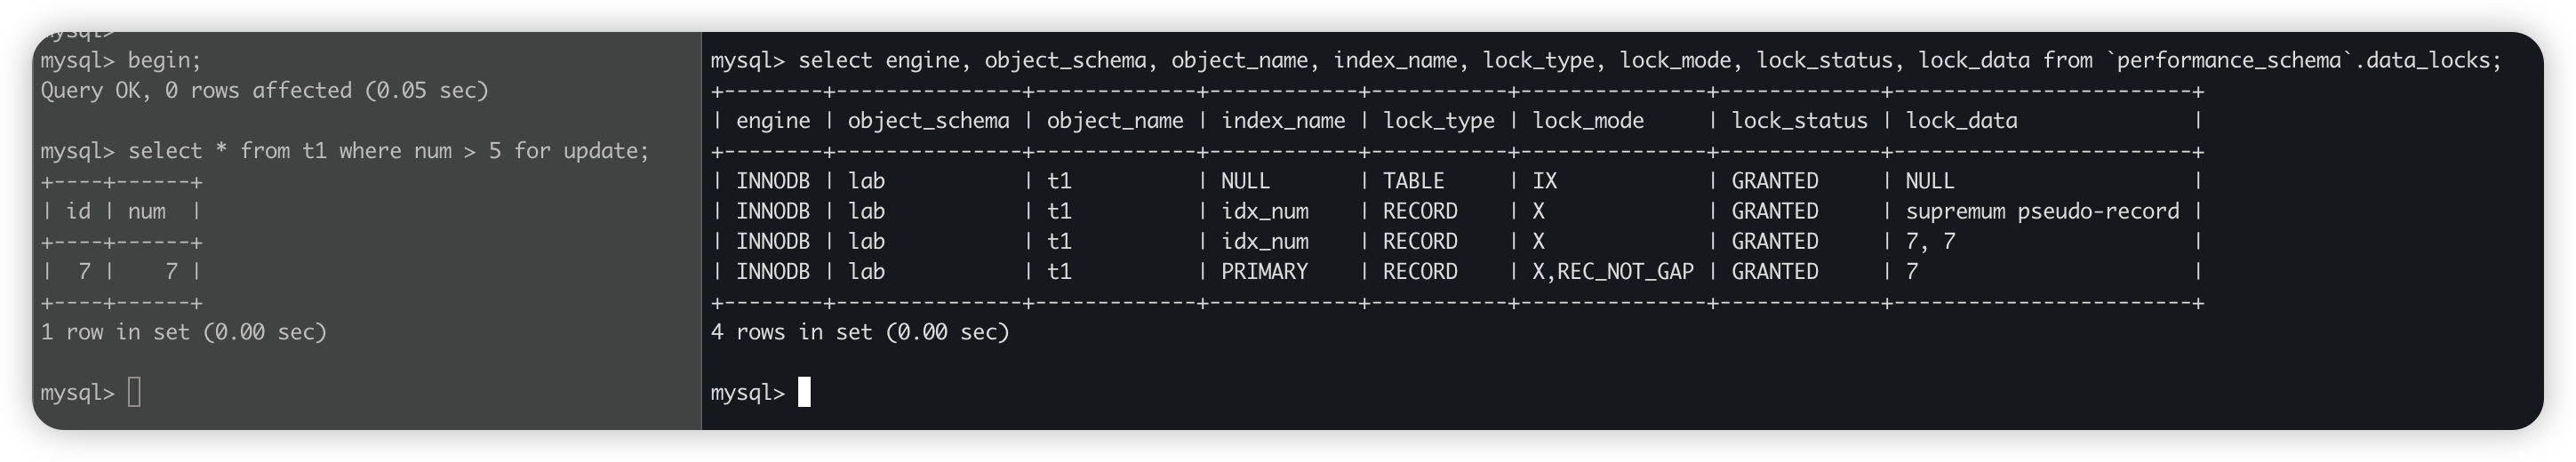 mysql>
mysql> begin;
Query OK, 0 rows affected (0.05 sec)
mysql> select * from t1 where num > 5 for update;
+----+------+
| id | num  |
+----+------+
|  7 |    7 |
+----+------+
1 row in set (0.00 sec)
mysql>
mysql> select engine, object_schema, object_name, index_name, lock_type, lock_mode, lock_status, lock_data from `performance_schema`.data_locks;
+--------+---------------+-------------+------------+-----------+---------------+-------------+------------------------+
| engine | object_schema | object_name | index_name | lock_type | lock_mode     | lock_status | lock_data              |
+--------+---------------+-------------+------------+-----------+---------------+-------------+------------------------+
| INNODB | lab           | t1          | NULL       | TABLE     | IX            | GRANTED     | NULL                   |
| INNODB | lab           | t1          | idx_num    | RECORD    | X             | GRANTED     | supremum pseudo-record |
| INNODB | lab           | t1          | idx_num    | RECORD    | X             | GRANTED     | 7, 7                   |
| INNODB | lab           | t1          | PRIMARY    | RECORD    | X,REC_NOT_GAP | GRANTED     | 7                      |
+--------+---------------+-------------+------------+-----------+---------------+-------------+------------------------+
4 rows in set (0.00 sec)
mysql>